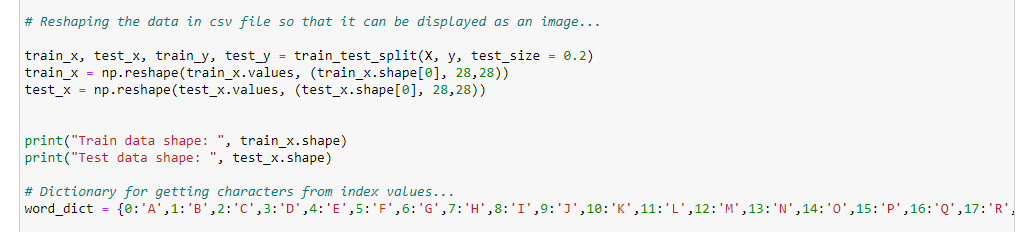 # Reshaping the data in csv file so that it can be displayed as an image...
train_x, test_x, train_y, test_y = train_test_split(X, y, test_size = 0.2)
train_x = np.reshape(train_x.values, (train_x.shape[0], 28,28))
test_x = np.reshape(test_x.values, (test_x.shape[0], 28,28))
print("Train data shape: ", train_x.shape)
print("Test data shape: ", test_x.shape)
# Dictionary for getting characters from index values...
word_dict = {0:'A',1:'B',2:'C',3:'D',4:'E',5:'F',6:'G',7:'H',8:'I',9:'J',10:'K',11:'L',12:'M',13:'N',14:'O',15:'P',16:'Q',17:'R',